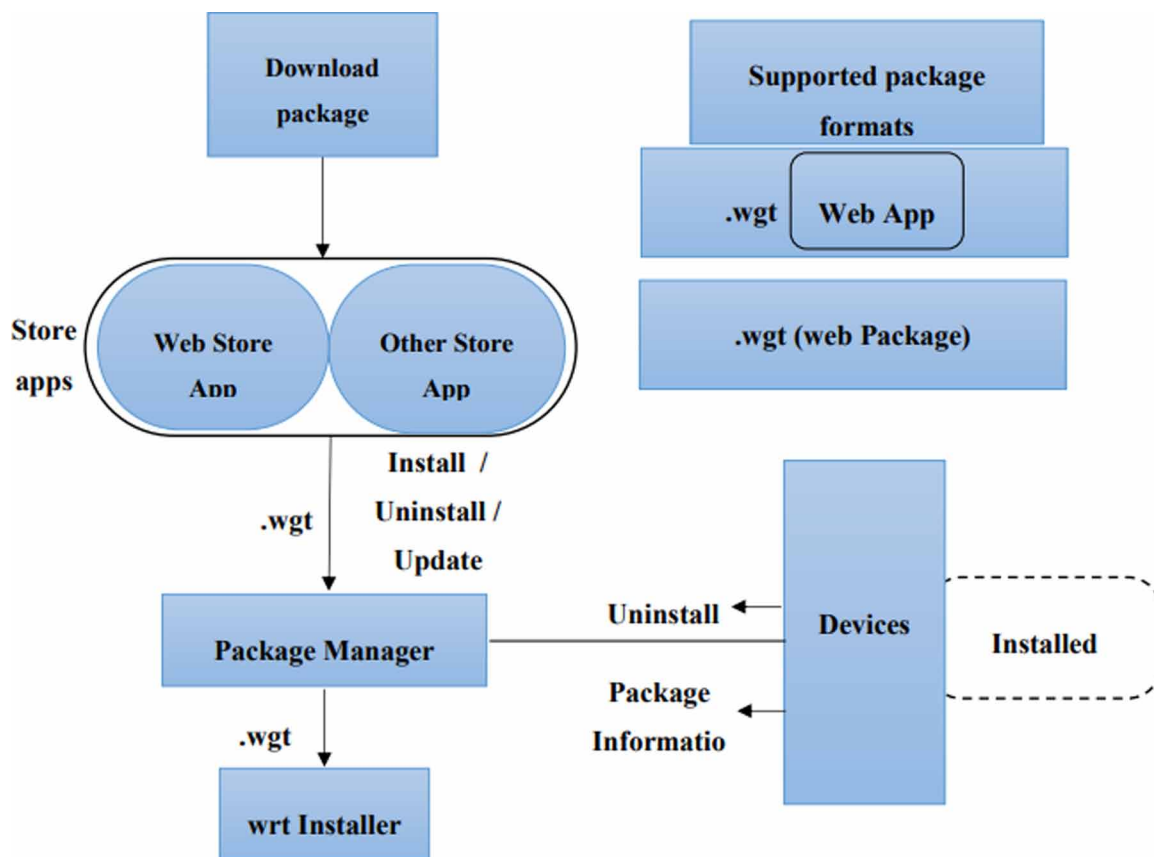 Download
package
Supported package
formats
.wgt
Web App
.wgt (web Package)
Store
apps
Web Store
App
Other Store
App
Install /
Uninstall /
Update
.wgt
Package Manager
Uninstall
Package
Informatio
Devices
Installed
.wgt
wrt Installer